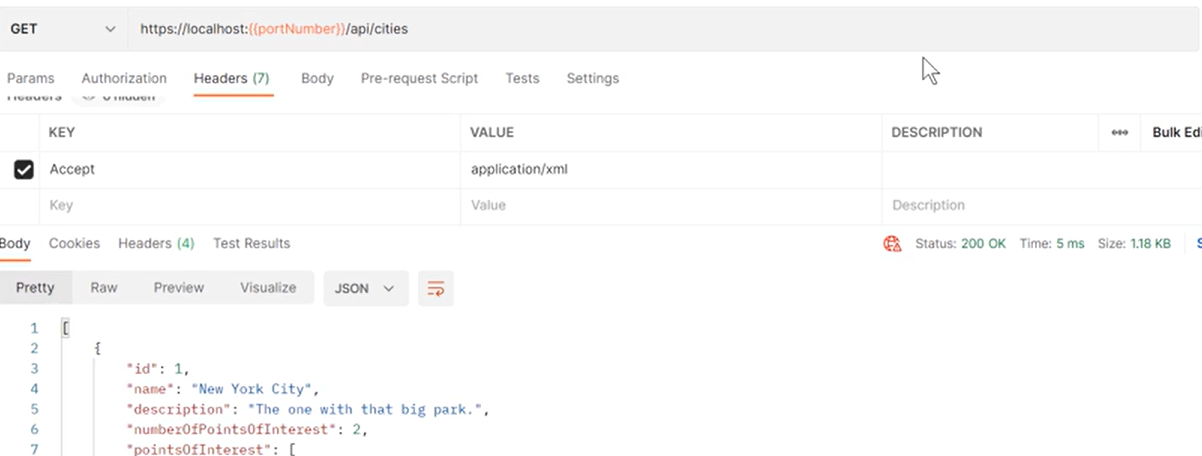 GET https://localhost:{{portNumber}}/api/cities
Params Authorization Headers (7) Body Pre-request Script Tests Settings
Headers 6 hidden
KEY VALUE DESCRIPTION Bulk Edi
Accept application/xml
Key Value Description
Body Cookies Headers (4) Test Results Status: 200 OK Time: 5 ms Size: 1.18 KB S
Pretty Raw Preview Visualize JSON
1 [
2 {
3 "id": 1,
4 "name": "New York City",
5 "description": "The one with that big park.",
6 "numberOfPointsOfInterest": 2,
7 "pointsOfInterest": [